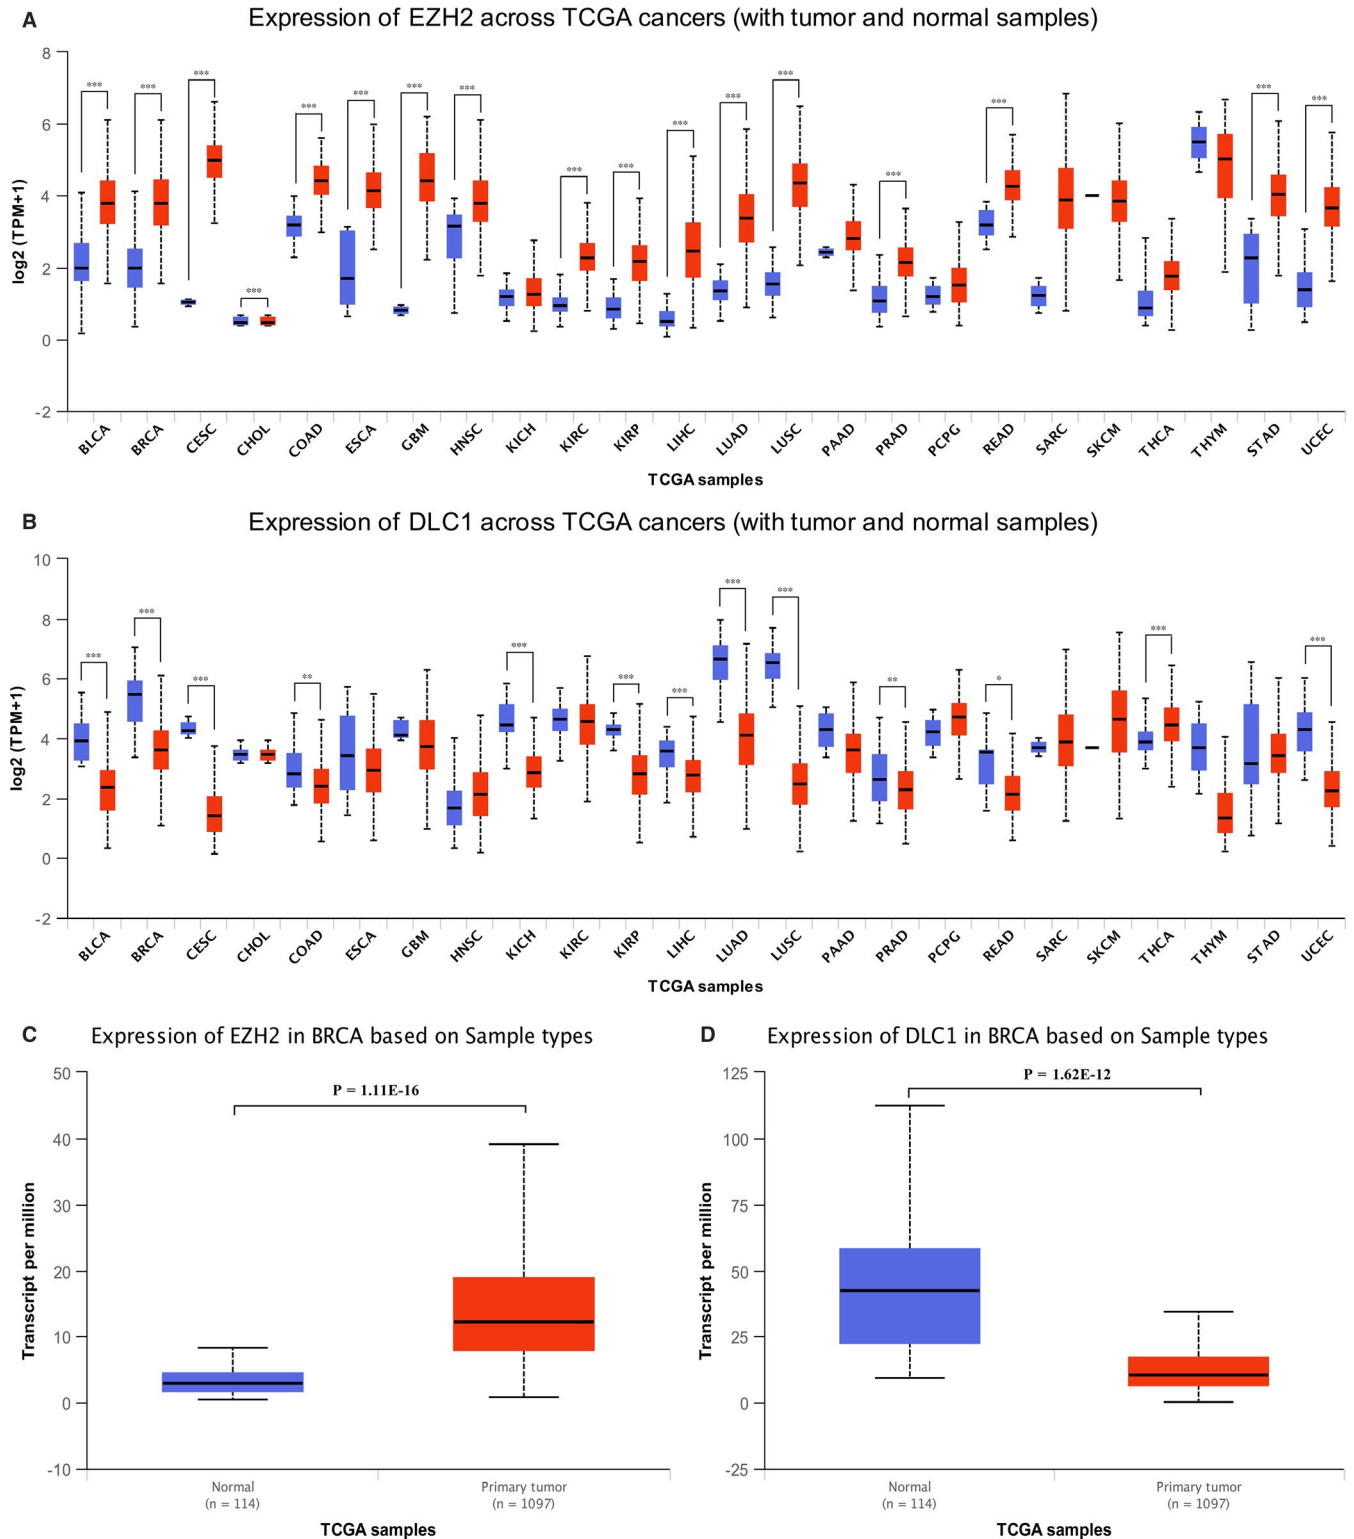 A
Expression of EZH2 across TCGA cancers (with tumor and normal samples)
log2 (TPM+1)
8
6
4
2
0
-2
*** *** *** *** *** *** *** *** *** *** *** *** *** *** *** *** ***
BLCA BRCA CESC CHOL COAD ESCA GBM HNSC KICH KIRC KIRP LIHC LUAD LUSC PAAD PRAD PCPG READ SARC SKCM THCA THYM STAD UCEC
TCGA samples
B
Expression of DLC1 across TCGA cancers (with tumor and normal samples)
log2 (TPM+1)
10
8
6
4
2
0
-2
*** *** *** ** *** *** *** *** *** ** * *** ***
BLCA BRCA CESC CHOL COAD ESCA GBM HNSC KICH KIRC KIRP LIHC LUAD LUSC PAAD PRAD PCPG READ SARC SKCM THCA THYM STAD UCEC
TCGA samples
C
Expression of EZH2 in BRCA based on Sample types
P = 1.11E-16
Transcript per million
50
40
30
20
10
0
-10
Normal
(n = 114)
Primary tumor
(n = 1097)
TCGA samples
D
Expression of DLC1 in BRCA based on Sample types
P = 1.62E-12
Transcript per million
125
100
75
50
25
0
-25
Normal
(n = 114)
Primary tumor
(n = 1097)
TCGA samples